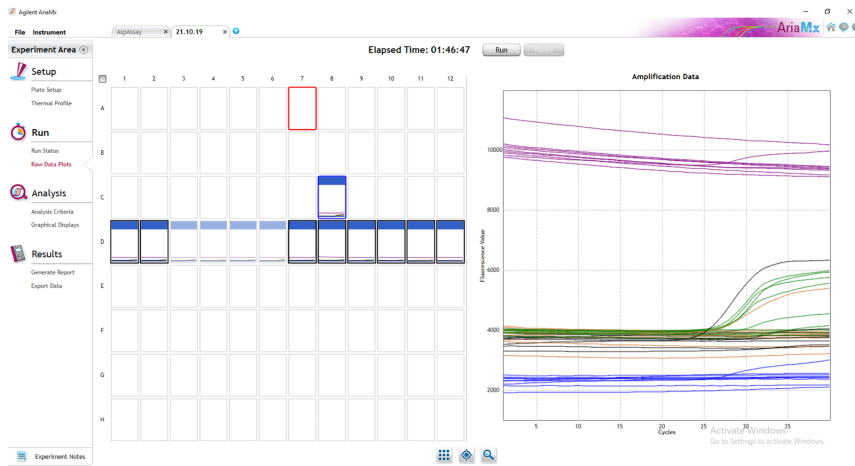 Agilent AriaMx
File Instrument
AspAssay
21.10.19
AriaMx
Experiment Area
Elapsed Time: 01:46:47
Run
Setup
Plate Setup
Thermal Profile
Run
Run Status
Raw Data Plots
Analysis
Analysis Criteria
Graphical Displays
Results
Generate Report
Export Data
Experiment Notes
1 2 3 4 5 6 7 8 9 10 11 12
A
B
C
D
E
F
G
H
Amplification Data
Fluorescence Value
10000
8000
6000
4000
2000
5 10 15 20 25 30 35
Cycles
Activate Windows
Go to Settings to activate Windows.